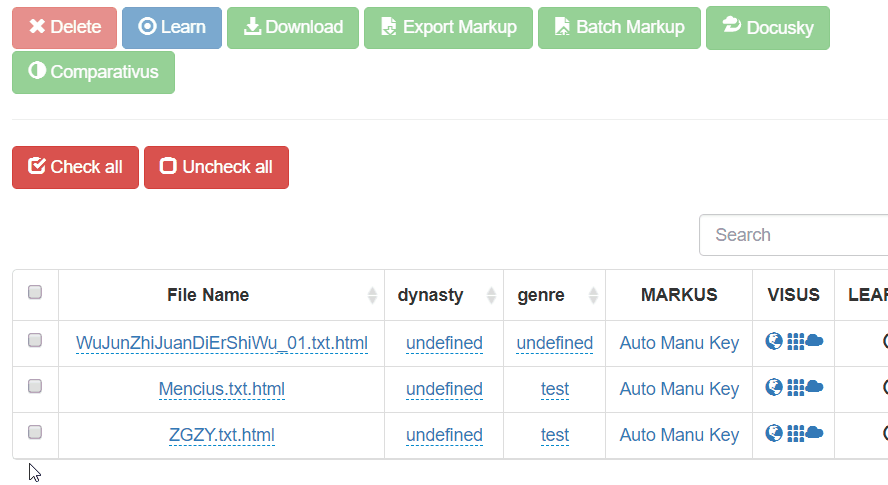 Delete Learn Download Export Markup Batch Markup Docusky
Comparativus
Check all Uncheck all
Search
File Name dynasty genre MARKUS VISUS LEAR
WuJunZhiJuanDiErShiWu_01.txt.html undefined undefined Auto Manu Key
Mencius.txt.html undefined test Auto Manu Key
ZGZY.txt.html undefined test Auto Manu Key